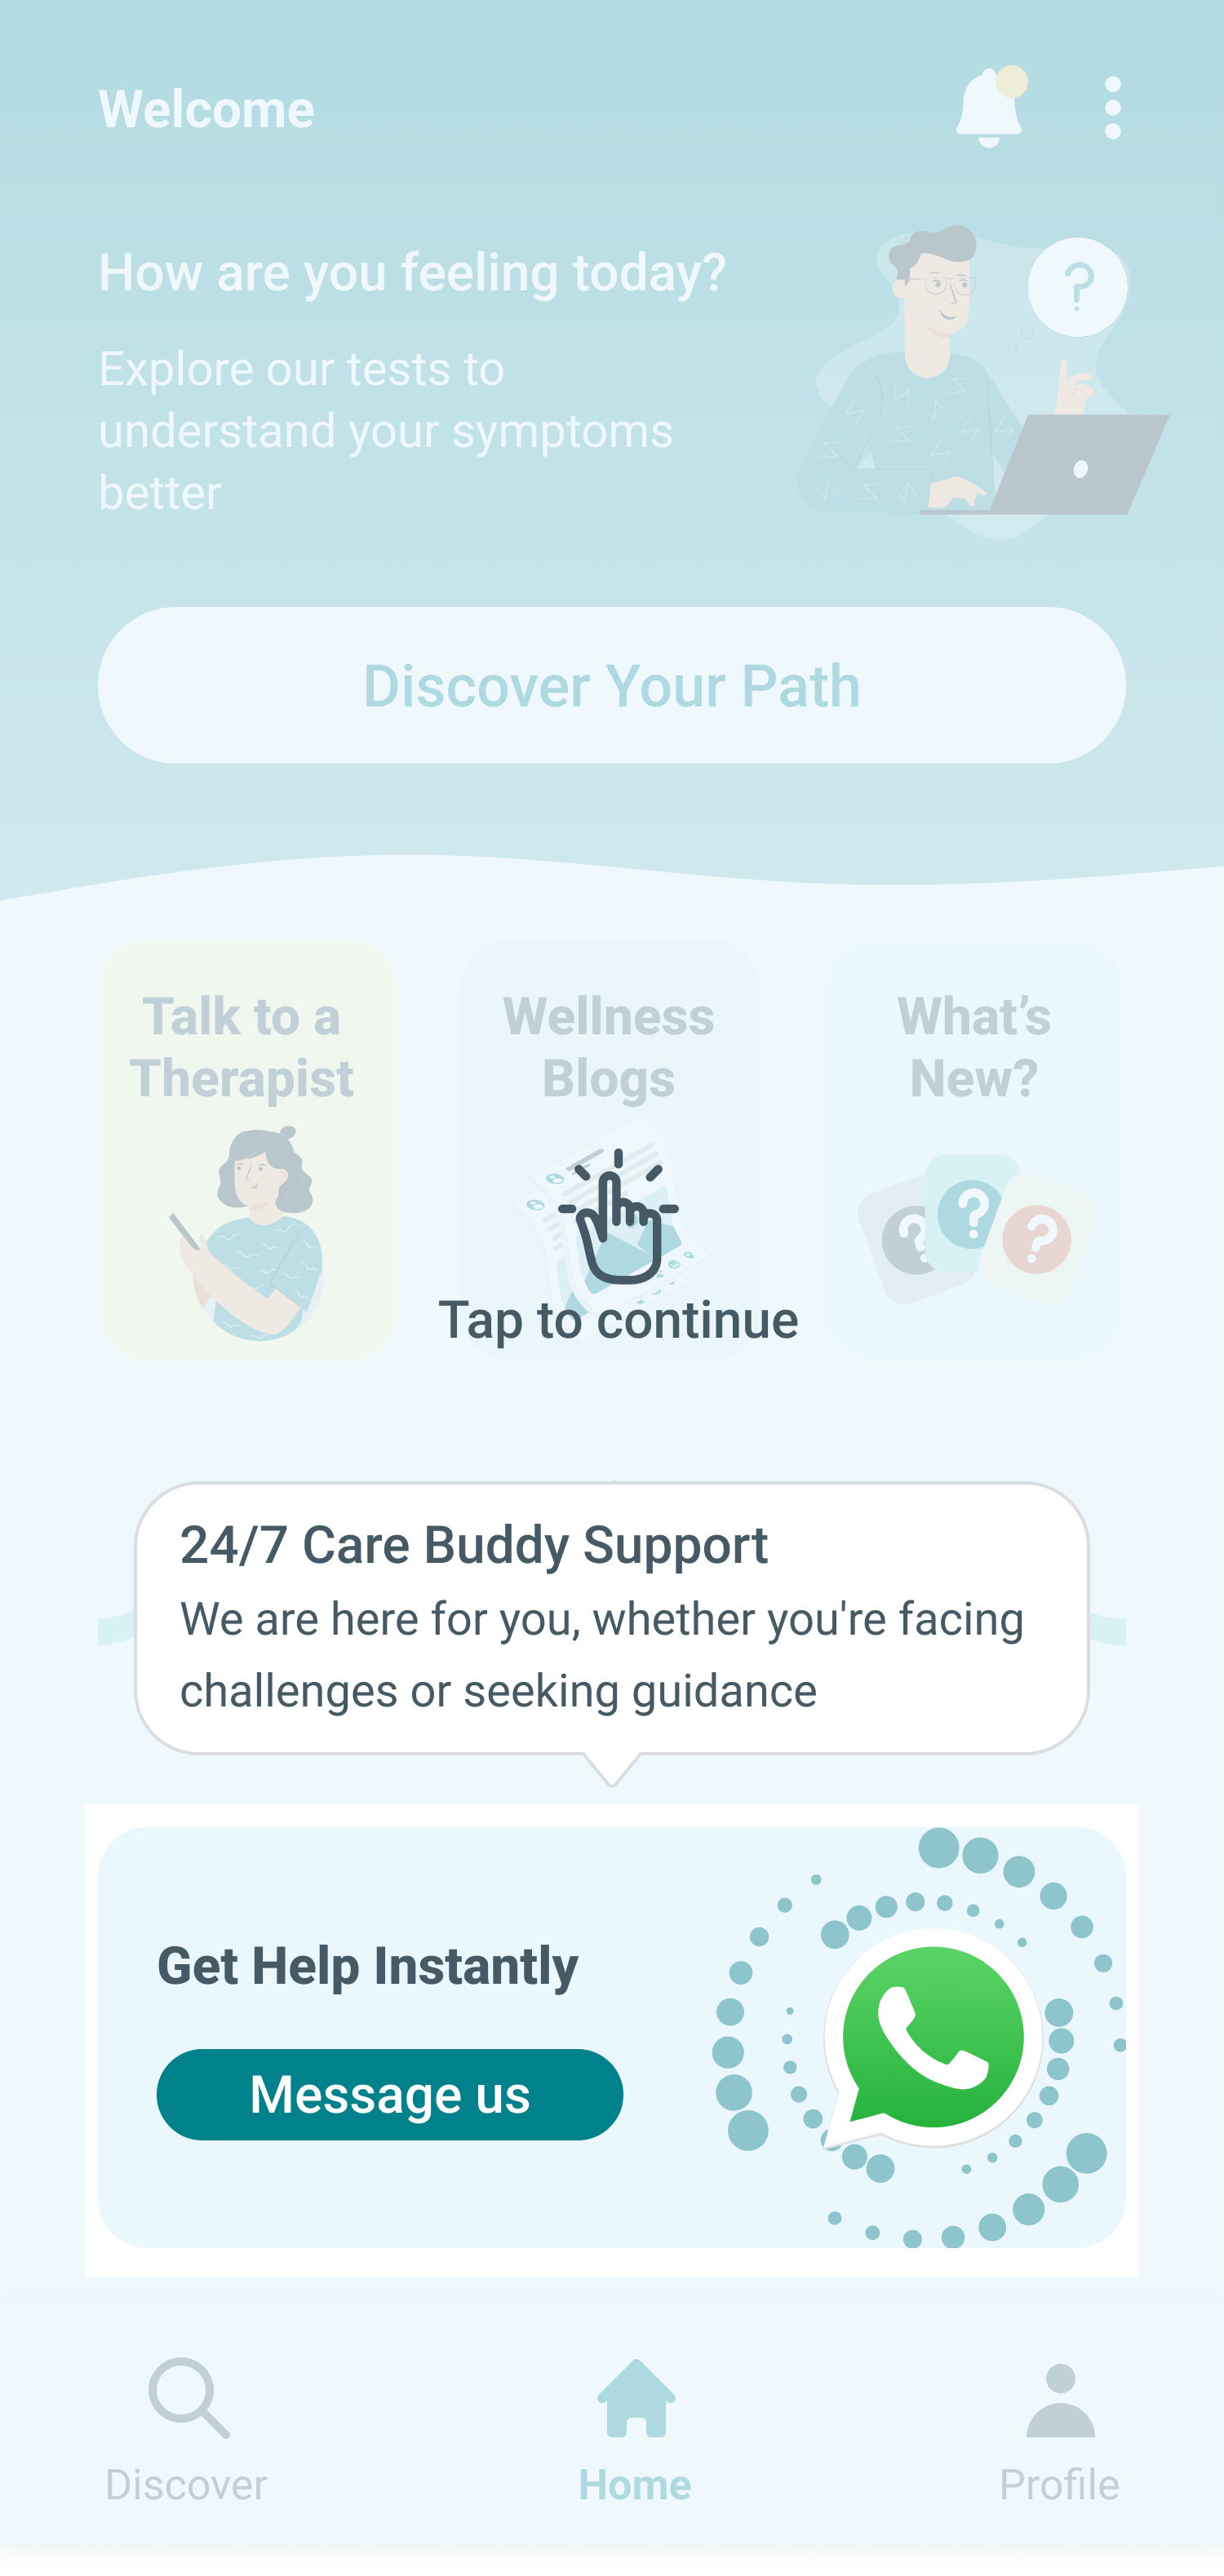 Welcome
How are you feeling today?
Explore our tests to
understand your symptoms
better
?
Discover Your Path
Talk to a
Therapist
Wellness
Blogs
What’s
New?
? ? ?
Tap to continue
24/7 Care Buddy Support
We are here for you, whether you're facing
challenges or seeking guidance
Get Help Instantly
Message us
Discover
Home
Profile